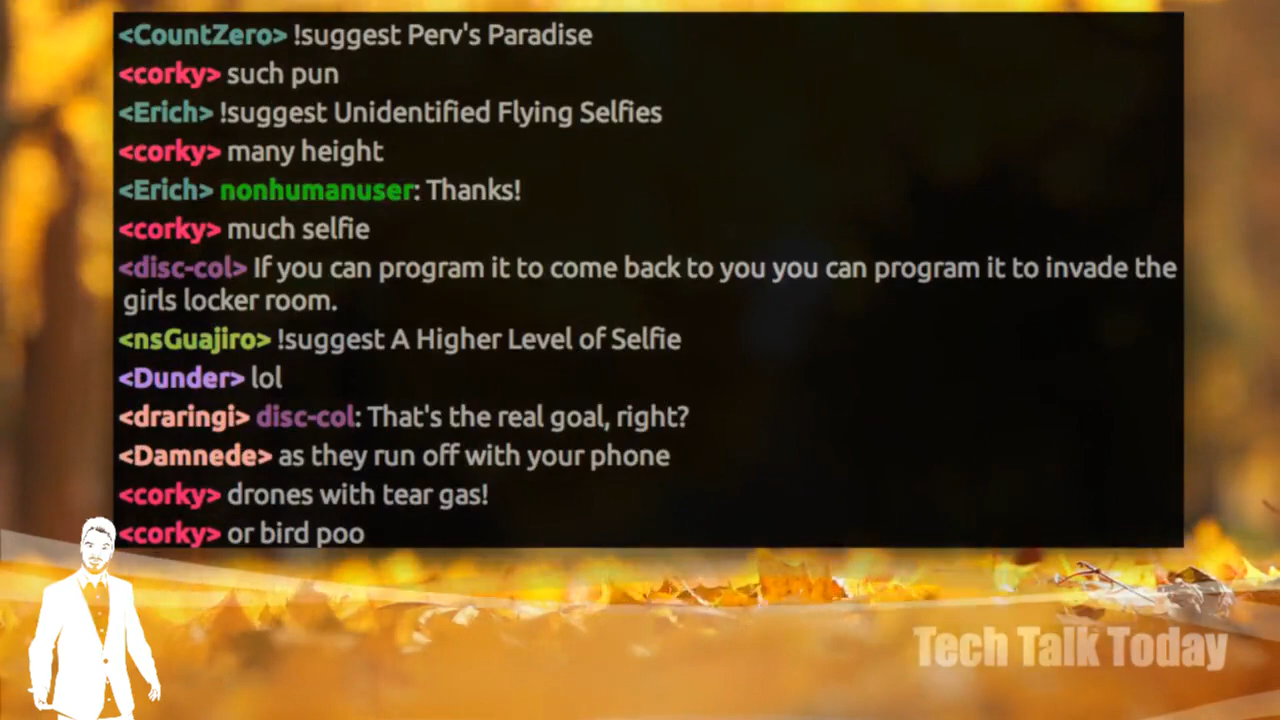 <CountZero> !suggest Perv's Paradise
<corky> such pun
<Erich> !suggest Unidentified Flying Selfies
<corky> many height
<Erich> nonhumanuser: Thanks!
<corky> much selfie
<disc-col> If you can program it to come back to you you can program it to invade the
girls locker room.
<nsGuajiro> !suggest A Higher Level of Selfie
<Dunder> lol
<draringi> disc-col: That's the real goal, right?
<Damnede> as they run off with your phone
<corky> drones with tear gas!
<corky> or bird poo
Tech Talk Today